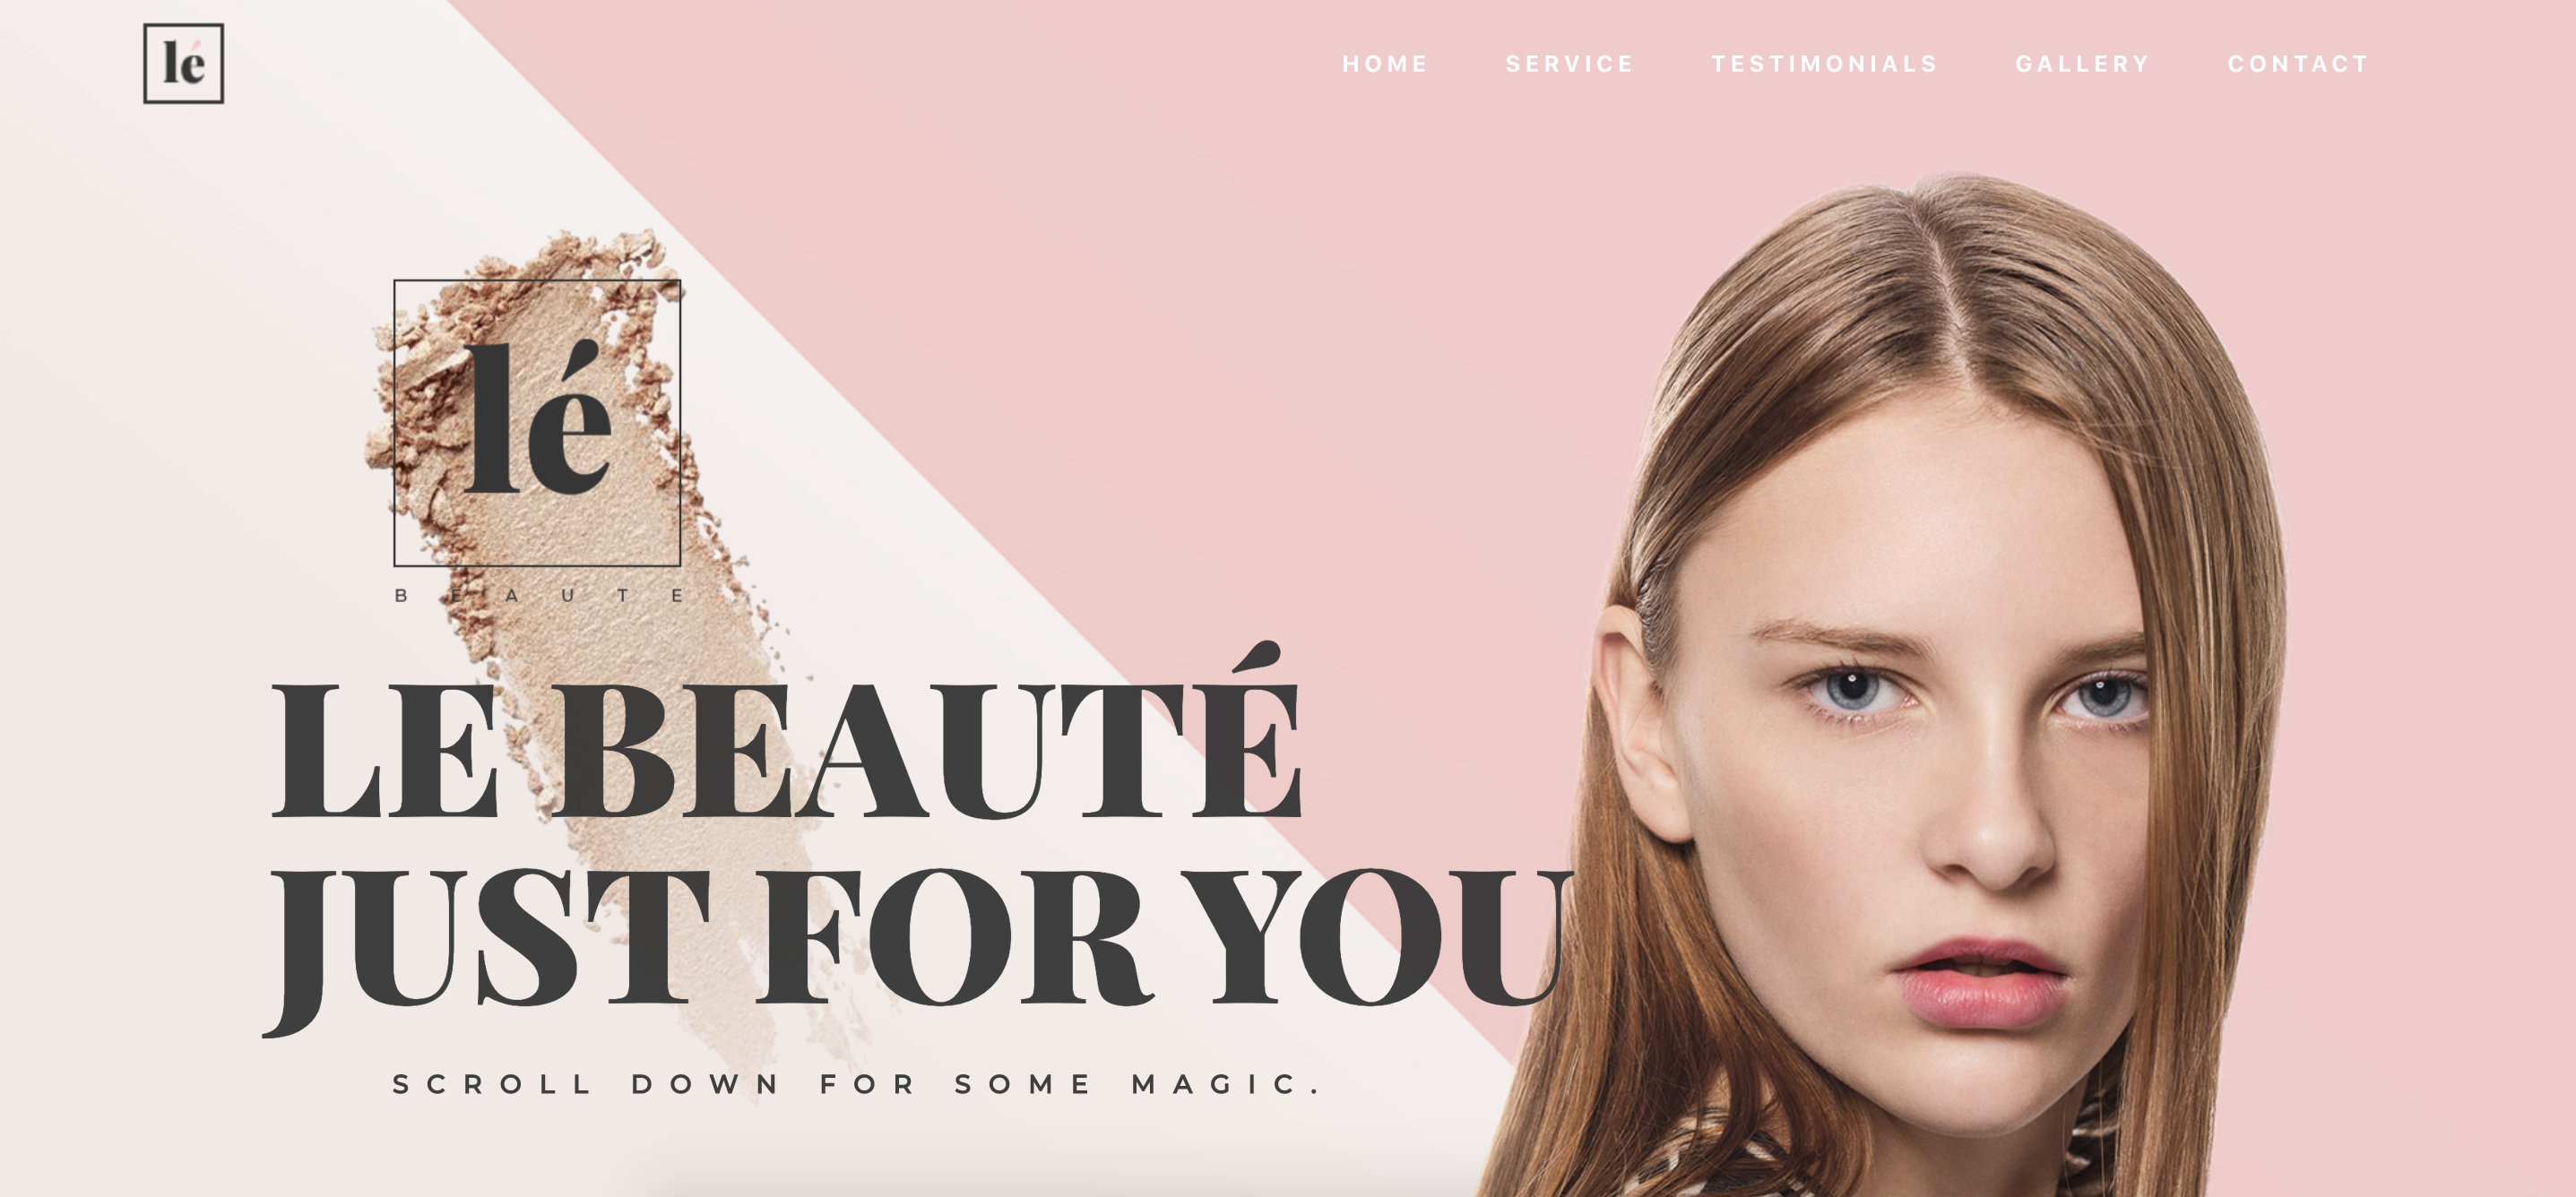 lé
HOME SERVICE TESTIMONIALS GALLERY CONTACT
lé
BEAUTE
LE BEAUTÉ
JUST FOR YOU
SCROLL DOWN FOR SOME MAGIC.